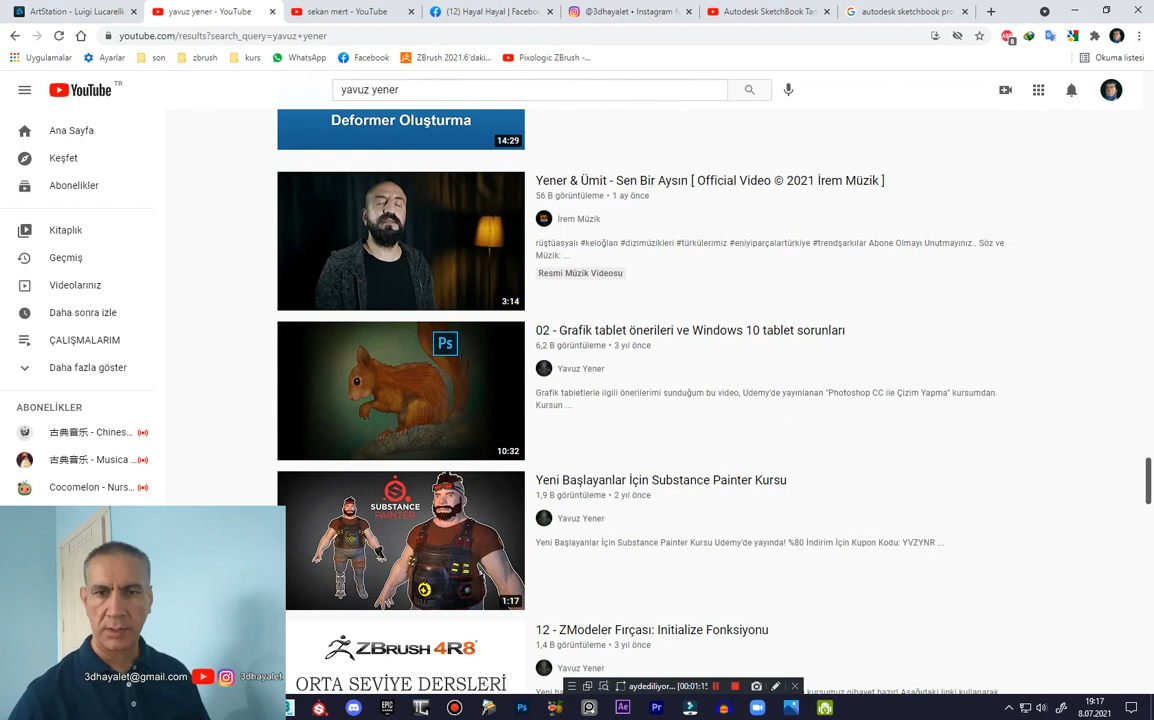 ArtStation - Luigi Lucarelli
yavuz yener - YouTube
sekan mert - YouTube
(12) Hayal Hayal | Facebo
@3dhayalet • Instagram f
Autodesk SketchBook Ta
autodesk sketchbook pro
youtube.com/results?search_query=yavuz+yener
8
Uygulamalar
Ayarlar
son
zbrush
kurs
WhatsApp
Facebook
ZBrush 2021.6'daki...
Pixologic ZBrush -...
Okuma listesi
YouTube TR
yavuz yener
Ana Sayfa
Keşfet
Abonelikler
Kitaplık
Geçmiş
Videolarınız
Daha sonra izle
ÇALIŞMALARIM
Daha fazla göster
ABONELİKLER
古典音乐 - Chines...
古典音乐 - Musica ...
Cocomelon - Nurs...
Deformer Oluşturma
14:29
Yener & Ümit - Sen Bir Aysın [ Official Video © 2021 İrem Müzik ]
56 B görüntüleme • 1 ay önce
İrem Müzik
rüştüasyalı #keloğlan #dizimüzikleri #türkülerimiz #eniyiparçalartürkiye #trendşarkılar Abone Olmayı Unutmayınız.. Söz ve
Müzik: ...
Resmi Müzik Videosu
3:14
02 - Grafik tablet önerileri ve Windows 10 tablet sorunları
6,2 B görüntüleme • 3 yıl önce
Yavuz Yener
Grafik tabletlerle ilgili önerilerimi sunduğum bu video, Udemy'de yayınlanan "Photoshop CC ile Çizim Yapma" kursumdan.
Kursun ...
Ps
10:32
Yeni Başlayanlar İçin Substance Painter Kursu
1,9 B görüntüleme • 2 yıl önce
Yavuz Yener
Yeni Başlayanlar İçin Substance Painter Kursu Udemy'de yayında! %80 İndirim İçin Kupon Kodu: YVZYNR ...
SUBSTANCE
PAINTER
1:17
12 - ZModeler Fırçası: Initialize Fonksiyonu
1,4 B görüntüleme • 3 yıl önce
Yavuz Yener
ZBRUSH 4R8
ORTA SEVİYE DERSLERİ
3dhayalet@gmail.com
3dhayalet
aydediliyor... [00:01:15
Ps
Ae
Pr
19:17
8.07.2021